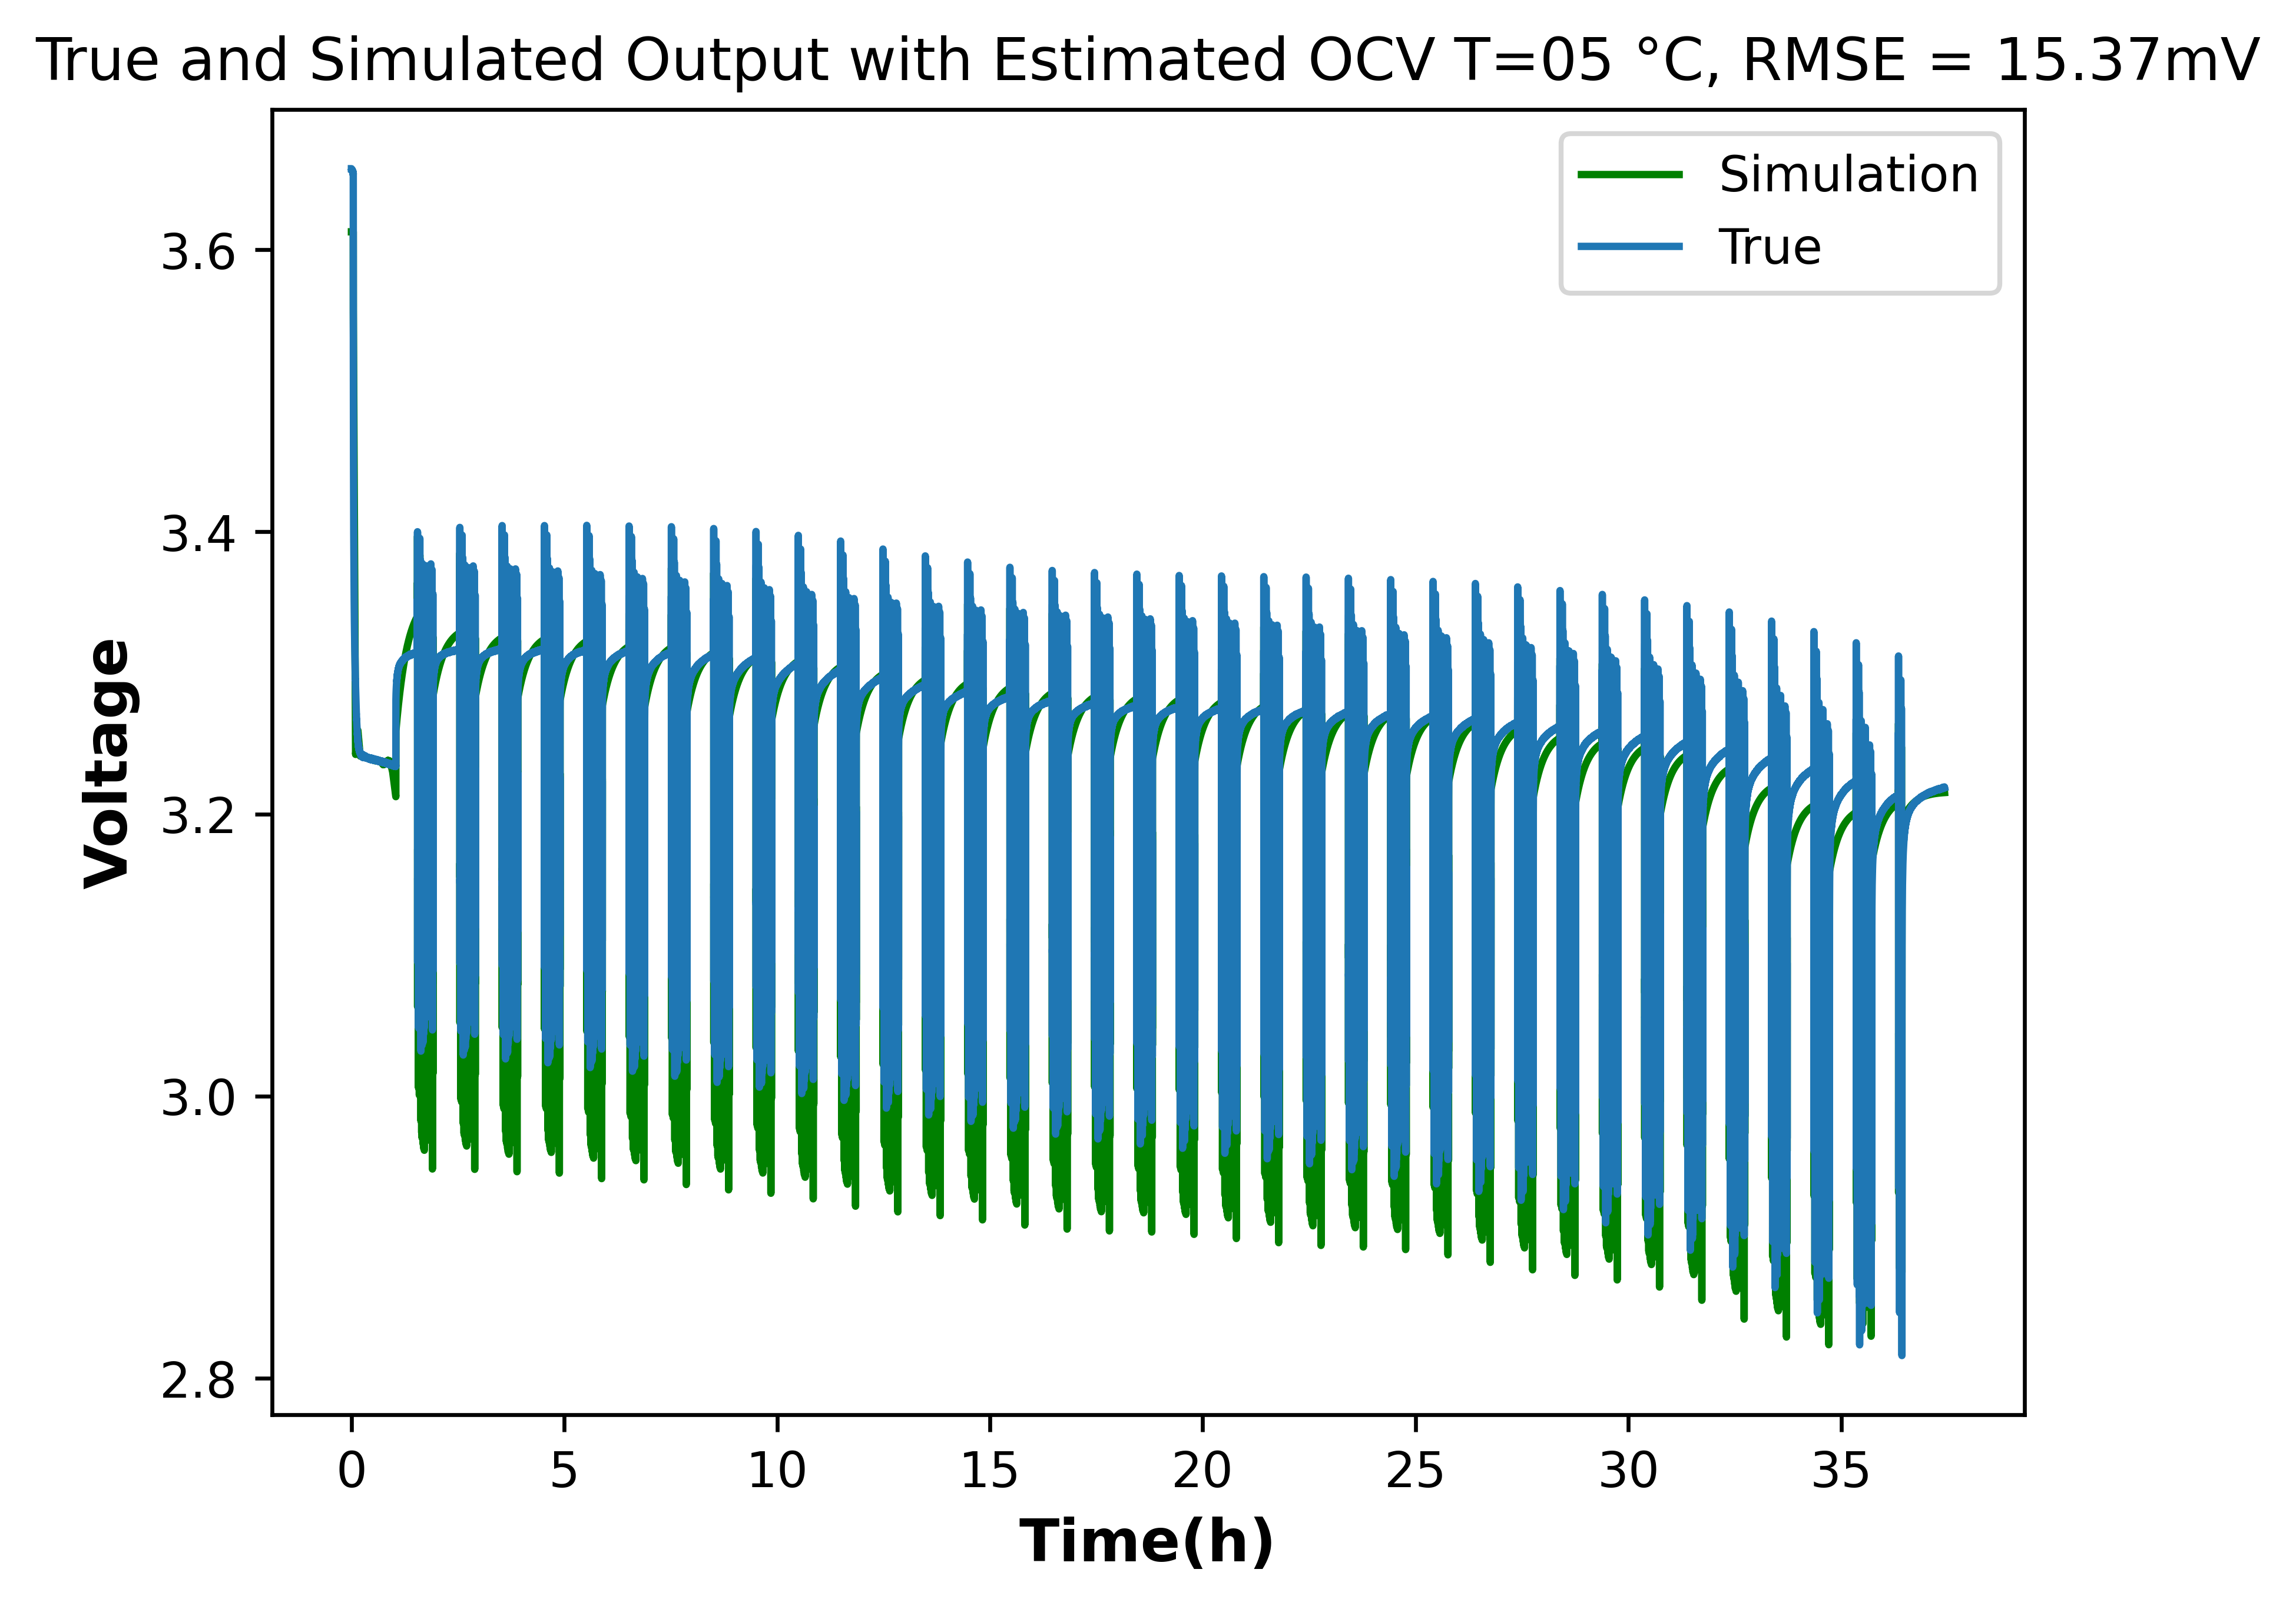 True and Simulated Output with Estimated OCV T=05 °C, RMSE = 15.37mV
Simulation
True
3.6
3.4
3.2
3.0
2.8
Voltage
0 5 10 15 20 25 30 35
Time(h)